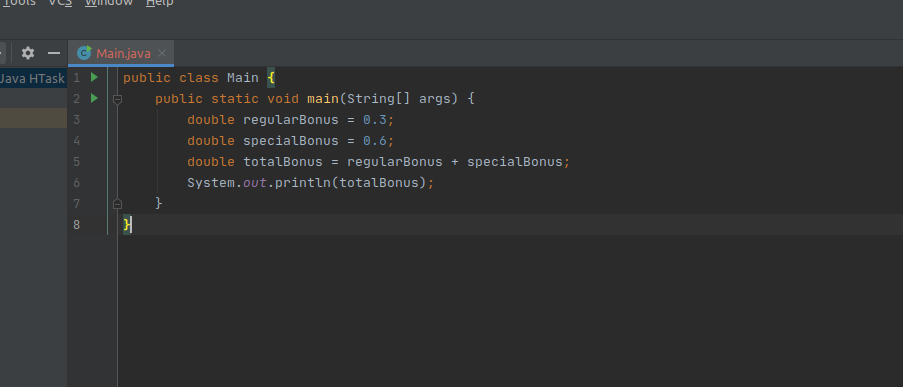 Tools VCS Window Help
Main.java
Java HTask
1 public class Main {
2 public static void main(String[] args) {
3 double regularBonus = 0.3;
4 double specialBonus = 0.6;
5 double totalBonus = regularBonus + specialBonus;
6 System.out.println(totalBonus);
7 }
8 }